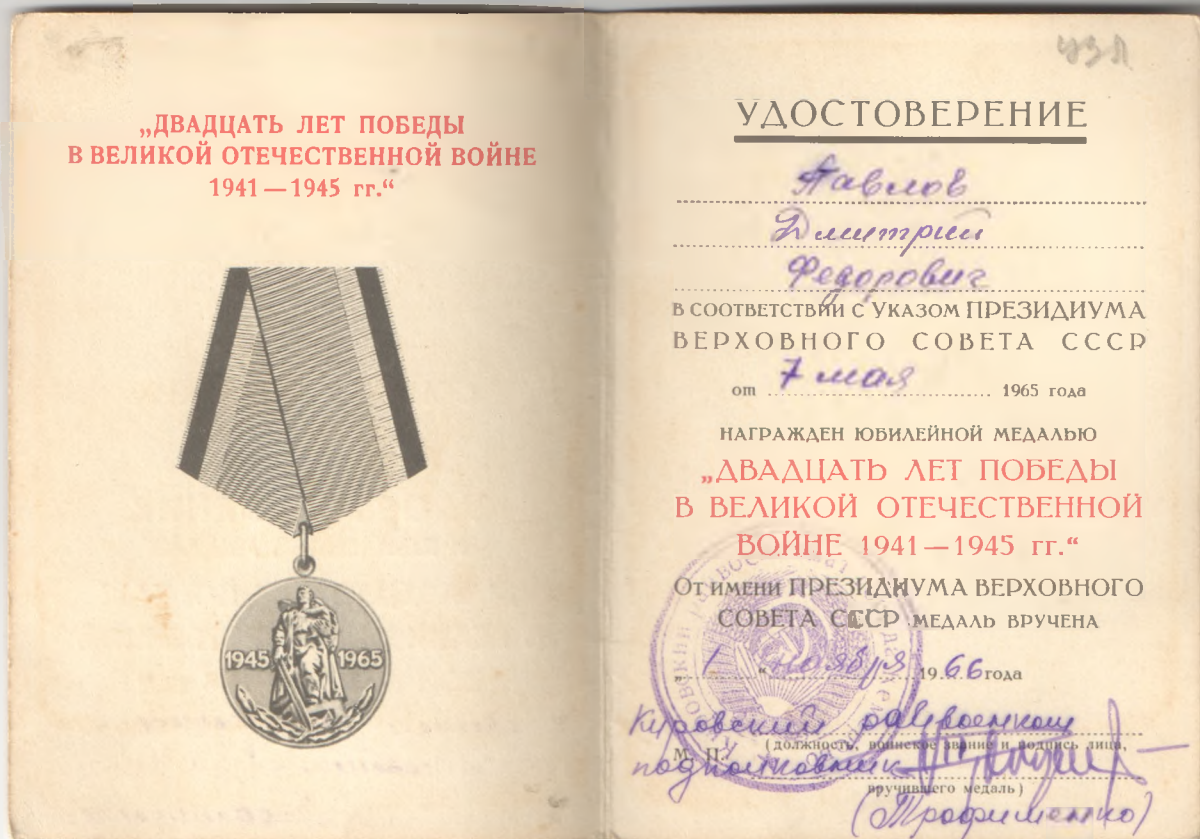 „ДВАДЦАТЬ ЛЕТ ПОБЕДЫ
В ВЕЛИКОЙ ОТЕЧЕСТВЕННОЙ ВОЙНЕ
1941—1945 гг.“
1945 1965
УДОСТОВЕРЕНИЕ
Павлов
Дмитрий
Федорович
В СООТВЕТСТВИИ С УКАЗОМ ПРЕЗИДИУМА
ВЕРХОВНОГО СОВЕТА СССР
от 7 мая 1965 года
НАГРАЖДЕН ЮБИЛЕЙНОЙ МЕДАЛЬЮ
„ДВАДЦАТЬ ЛЕТ ПОБЕДЫ
В ВЕЛИКОЙ ОТЕЧЕСТВЕННОЙ
ВОЙНЕ 1941—1945 гг.“
ОТ ИМЕНИ ПРЕЗИДИУМА ВЕРХОВНОГО
СОВЕТА СССР МЕДАЛЬ ВРУЧЕНА
„1“ ноября 1966 года
Кировский райвоенком
М. П. (должность, воинское звание и подпись лица,
подполковник
вручившего медаль)
(Трофименко)